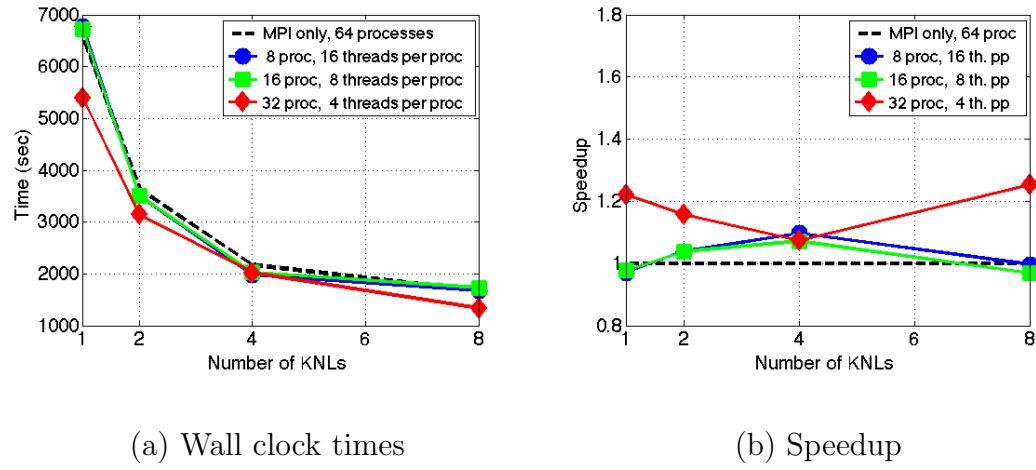 7000
6000
5000
4000
3000
2000
1000
Time (sec)
1
2
4
6
8
Number of KNLs
MPI only, 64 processes
8 proc, 16 threads per proc
16 proc, 8 threads per proc
32 proc, 4 threads per proc
1.8
1.6
1.4
1.2
1
0.8
Speedup
1
2
4
6
8
Number of KNLs
MPI only, 64 proc
8 proc, 16 th. pp
16 proc, 8 th. pp
32 proc, 4 th. pp
(a) Wall clock times
(b) Speedup